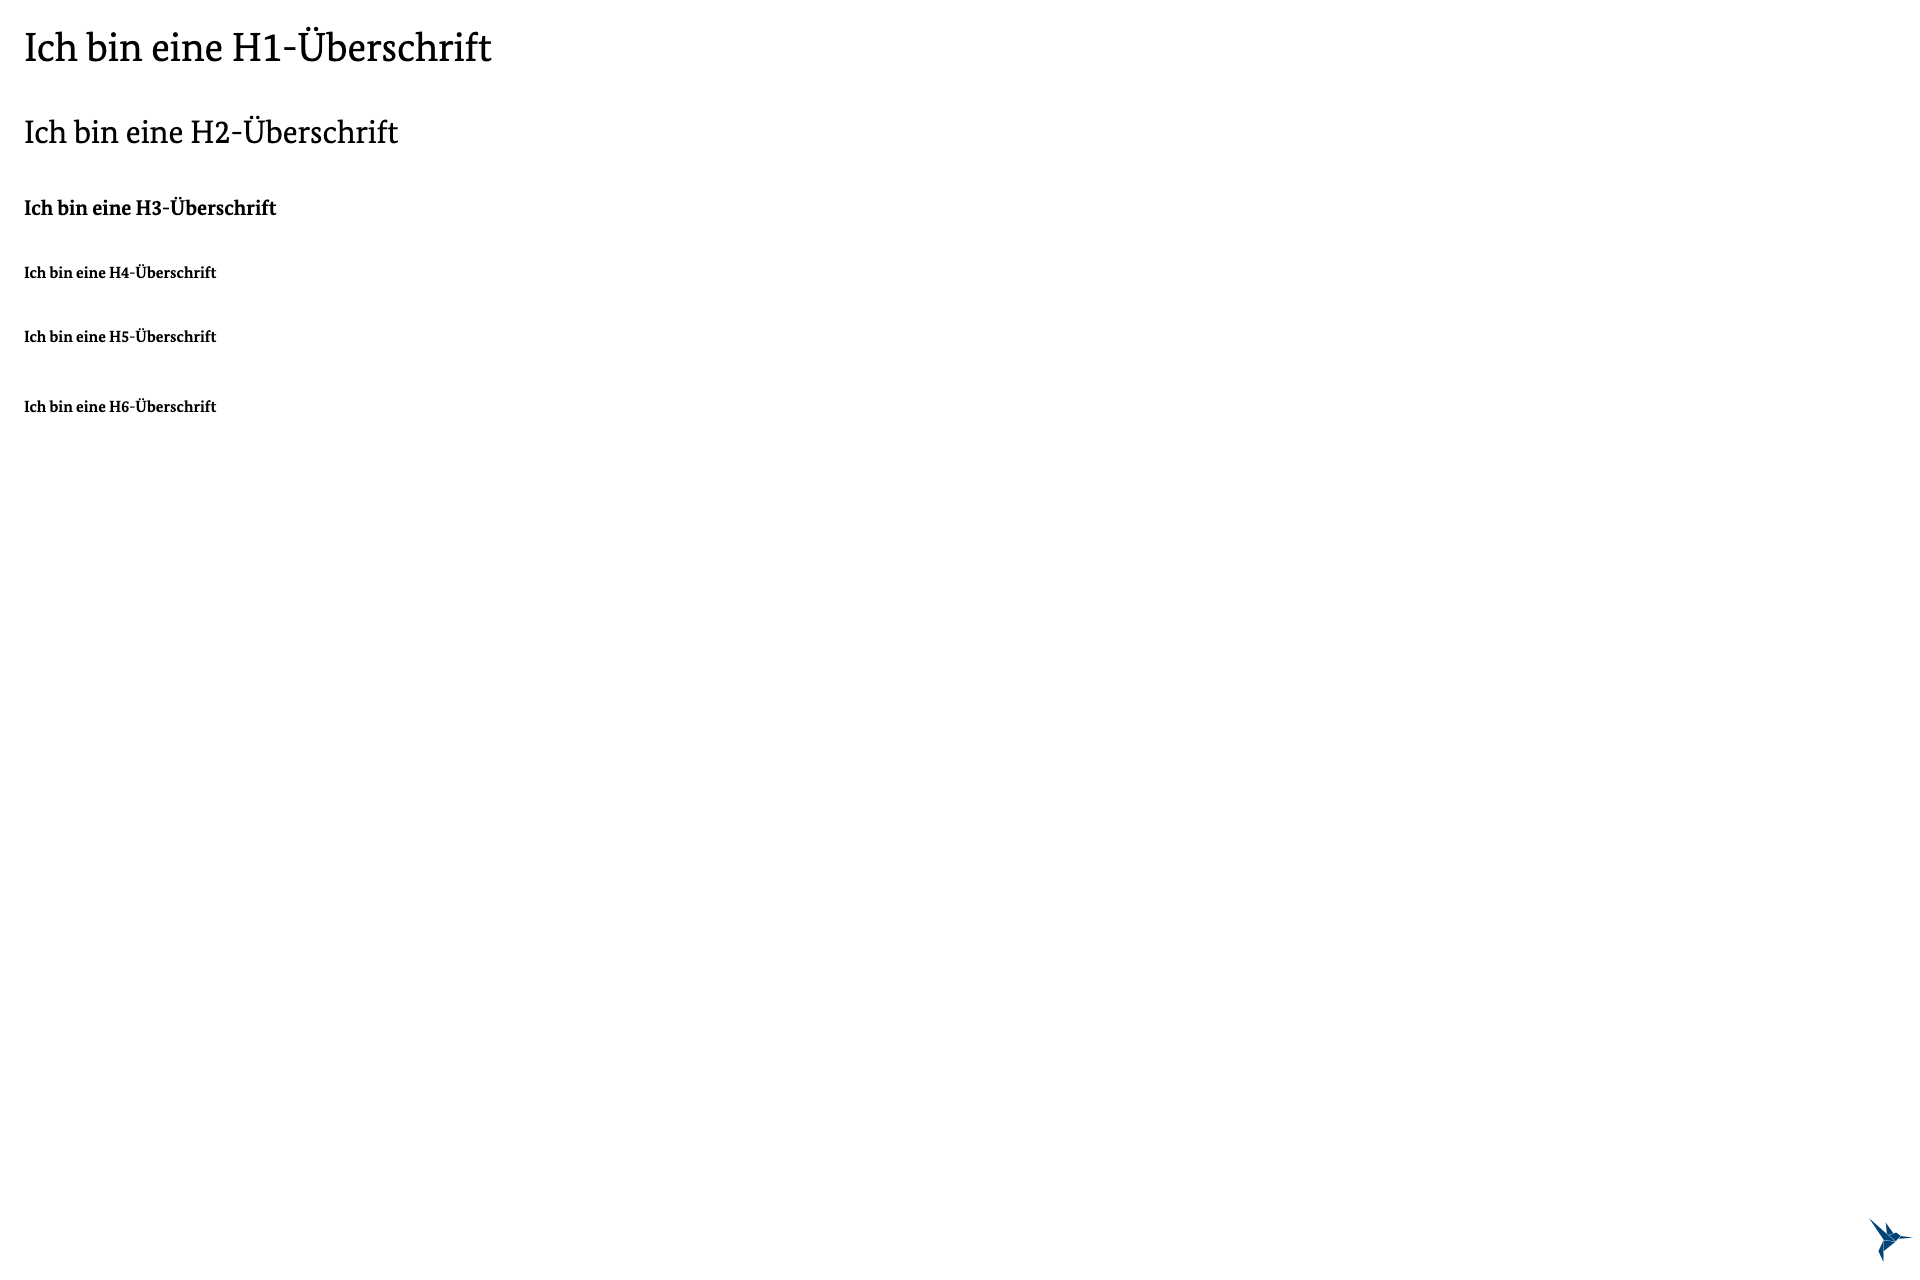 Ich bin eine H1-Überschrift
Ich bin eine H2-Überschrift
Ich bin eine H3-Überschrift
Ich bin eine H4-Überschrift
Ich bin eine H5-Überschrift
Ich bin eine H6-Überschrift